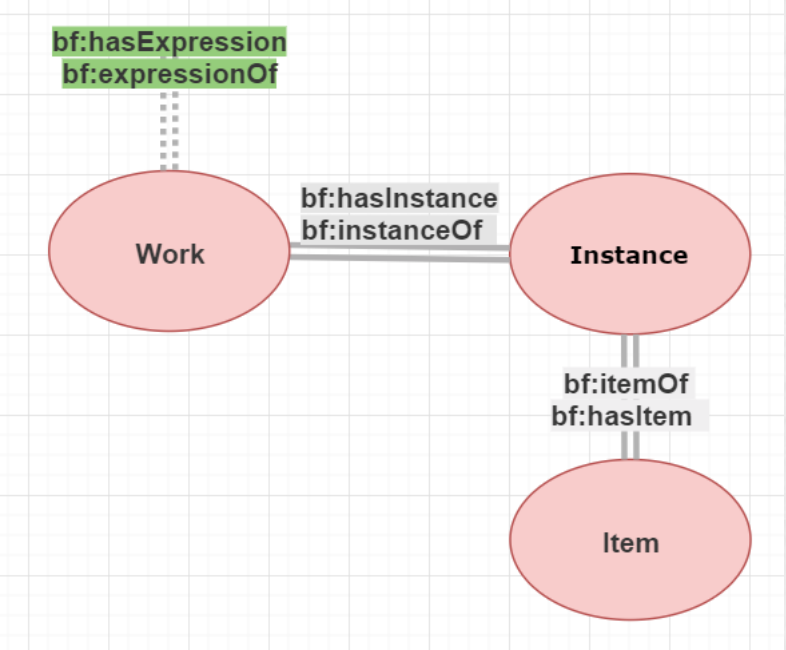 bf:hasExpression
bf:expressionOf
bf:hasInstance
bf:instanceOf
Work
Instance
bf:itemOf
bf:hasItem
Item